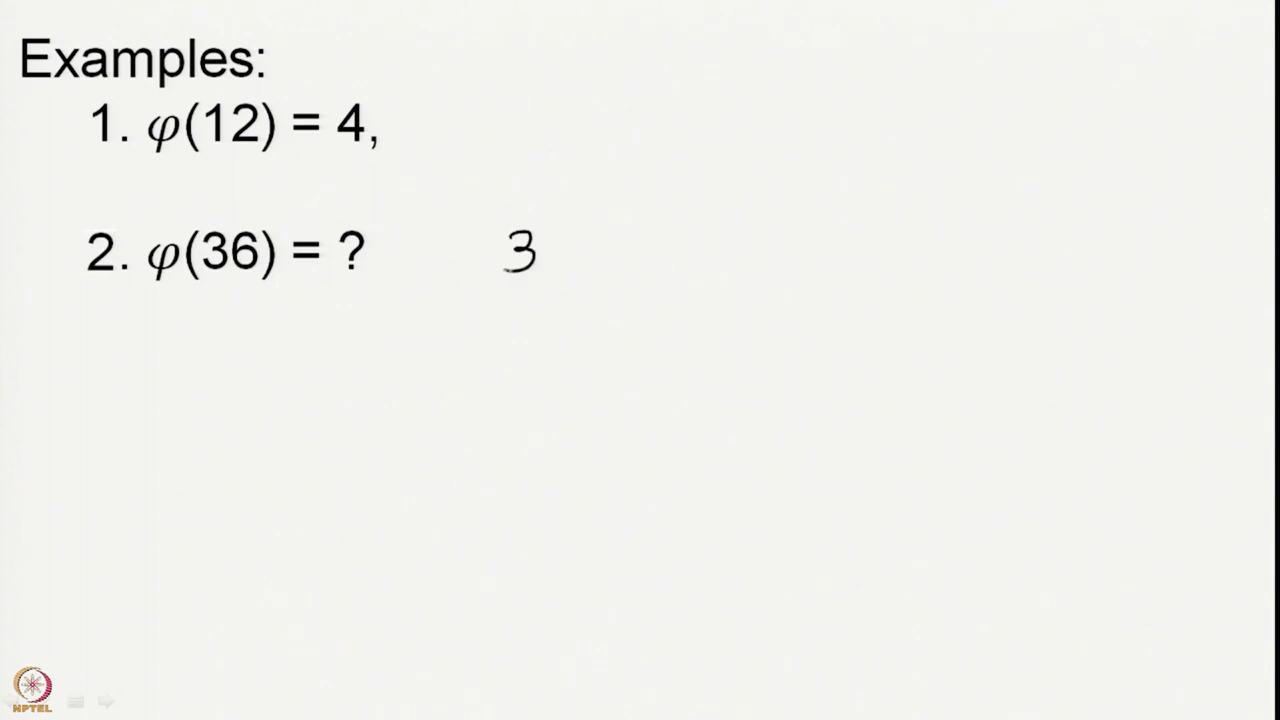 Examples:
1. φ(12) = 4,
2. φ(36) = ? 3
NPTEL